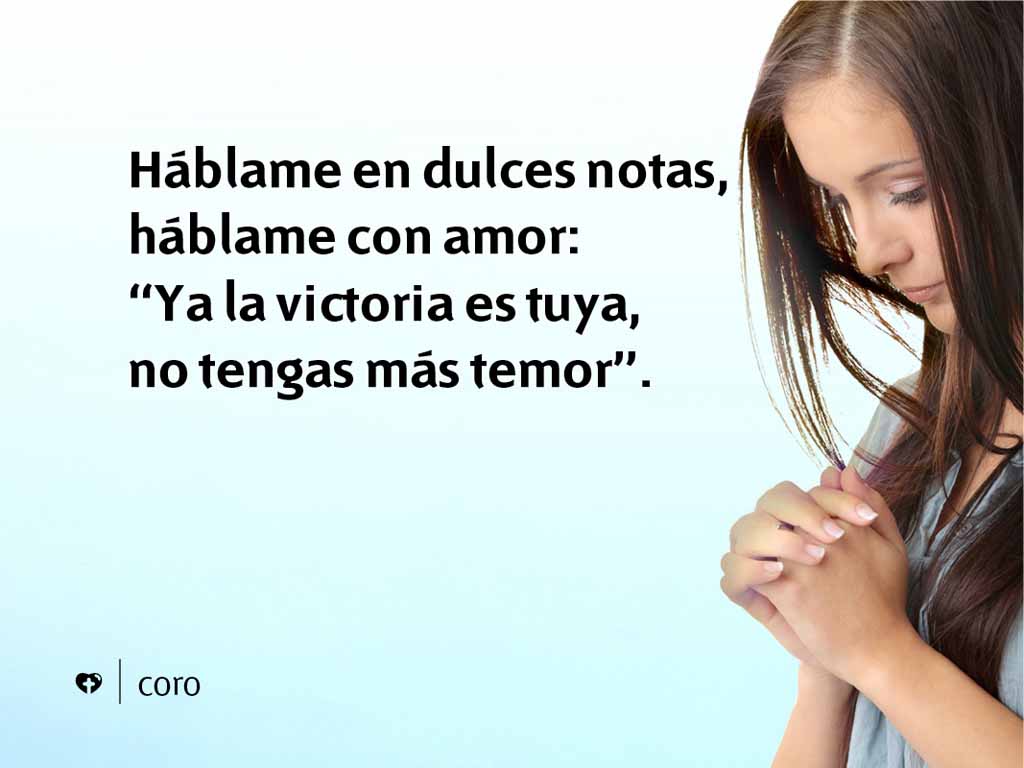 Háblame en dulces notas,
háblame con amor:
“Ya la victoria es tuya,
no tengas más temor”.
coro